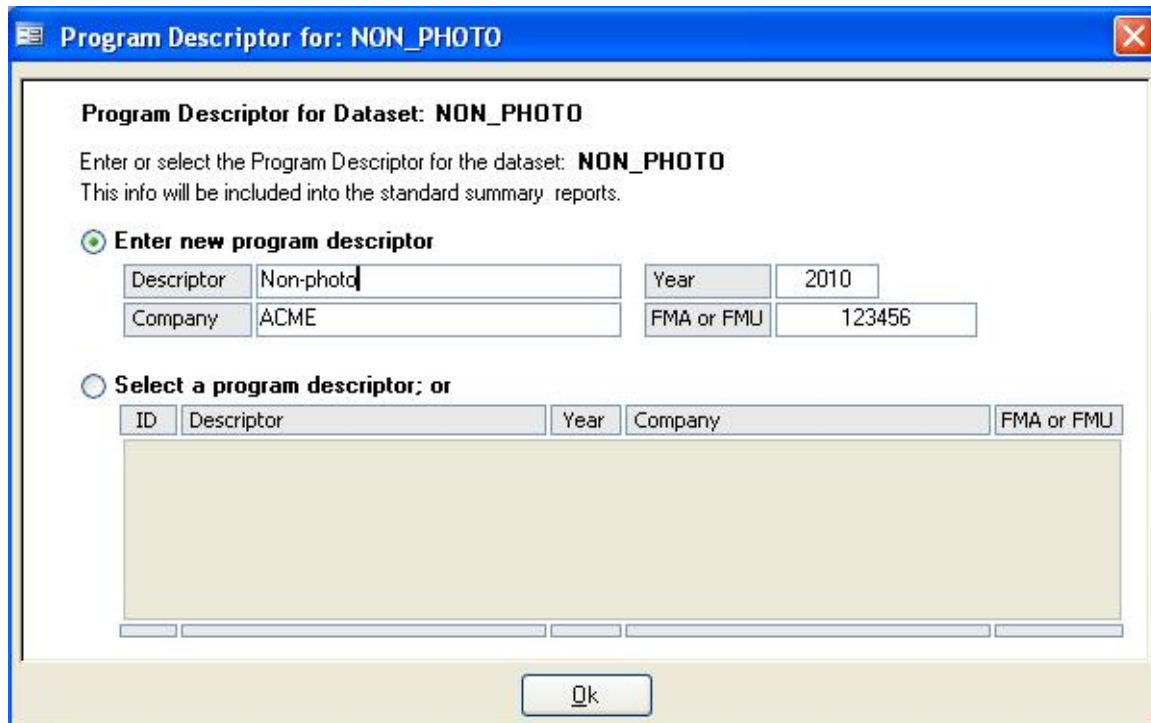 Program Descriptor for: NON_PHOTO
Program Descriptor for Dataset: NON_PHOTO
Enter or select the Program Descriptor for the dataset: NON_PHOTO
This info will be included into the standard summary reports.
Enter new program descriptor
Descriptor Non-photo Year 2010
Company ACME FMA or FMU 123456
Select a program descriptor; or
ID Descriptor Year Company FMA or FMU
Ok